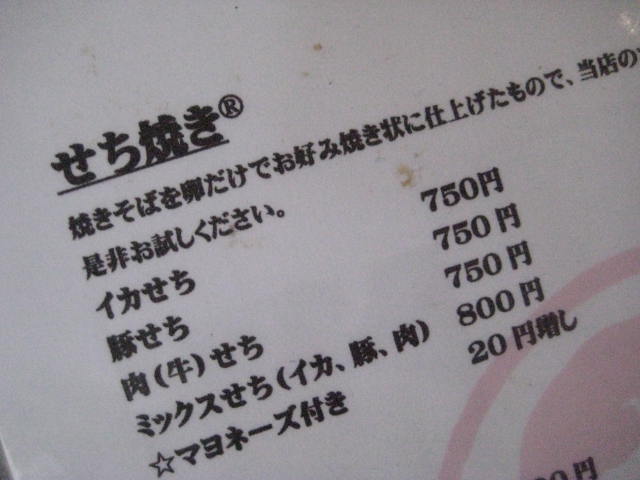 せち焼き®
焼きそばを卵だけでお好み焼き状に仕上げたもので、当店の
是非お試しください。
イカせち 750円
豚せち 750円
肉(牛)せち 750円
ミックスせち(イカ、豚、肉) 800円
☆マヨネーズ付き 20円増し